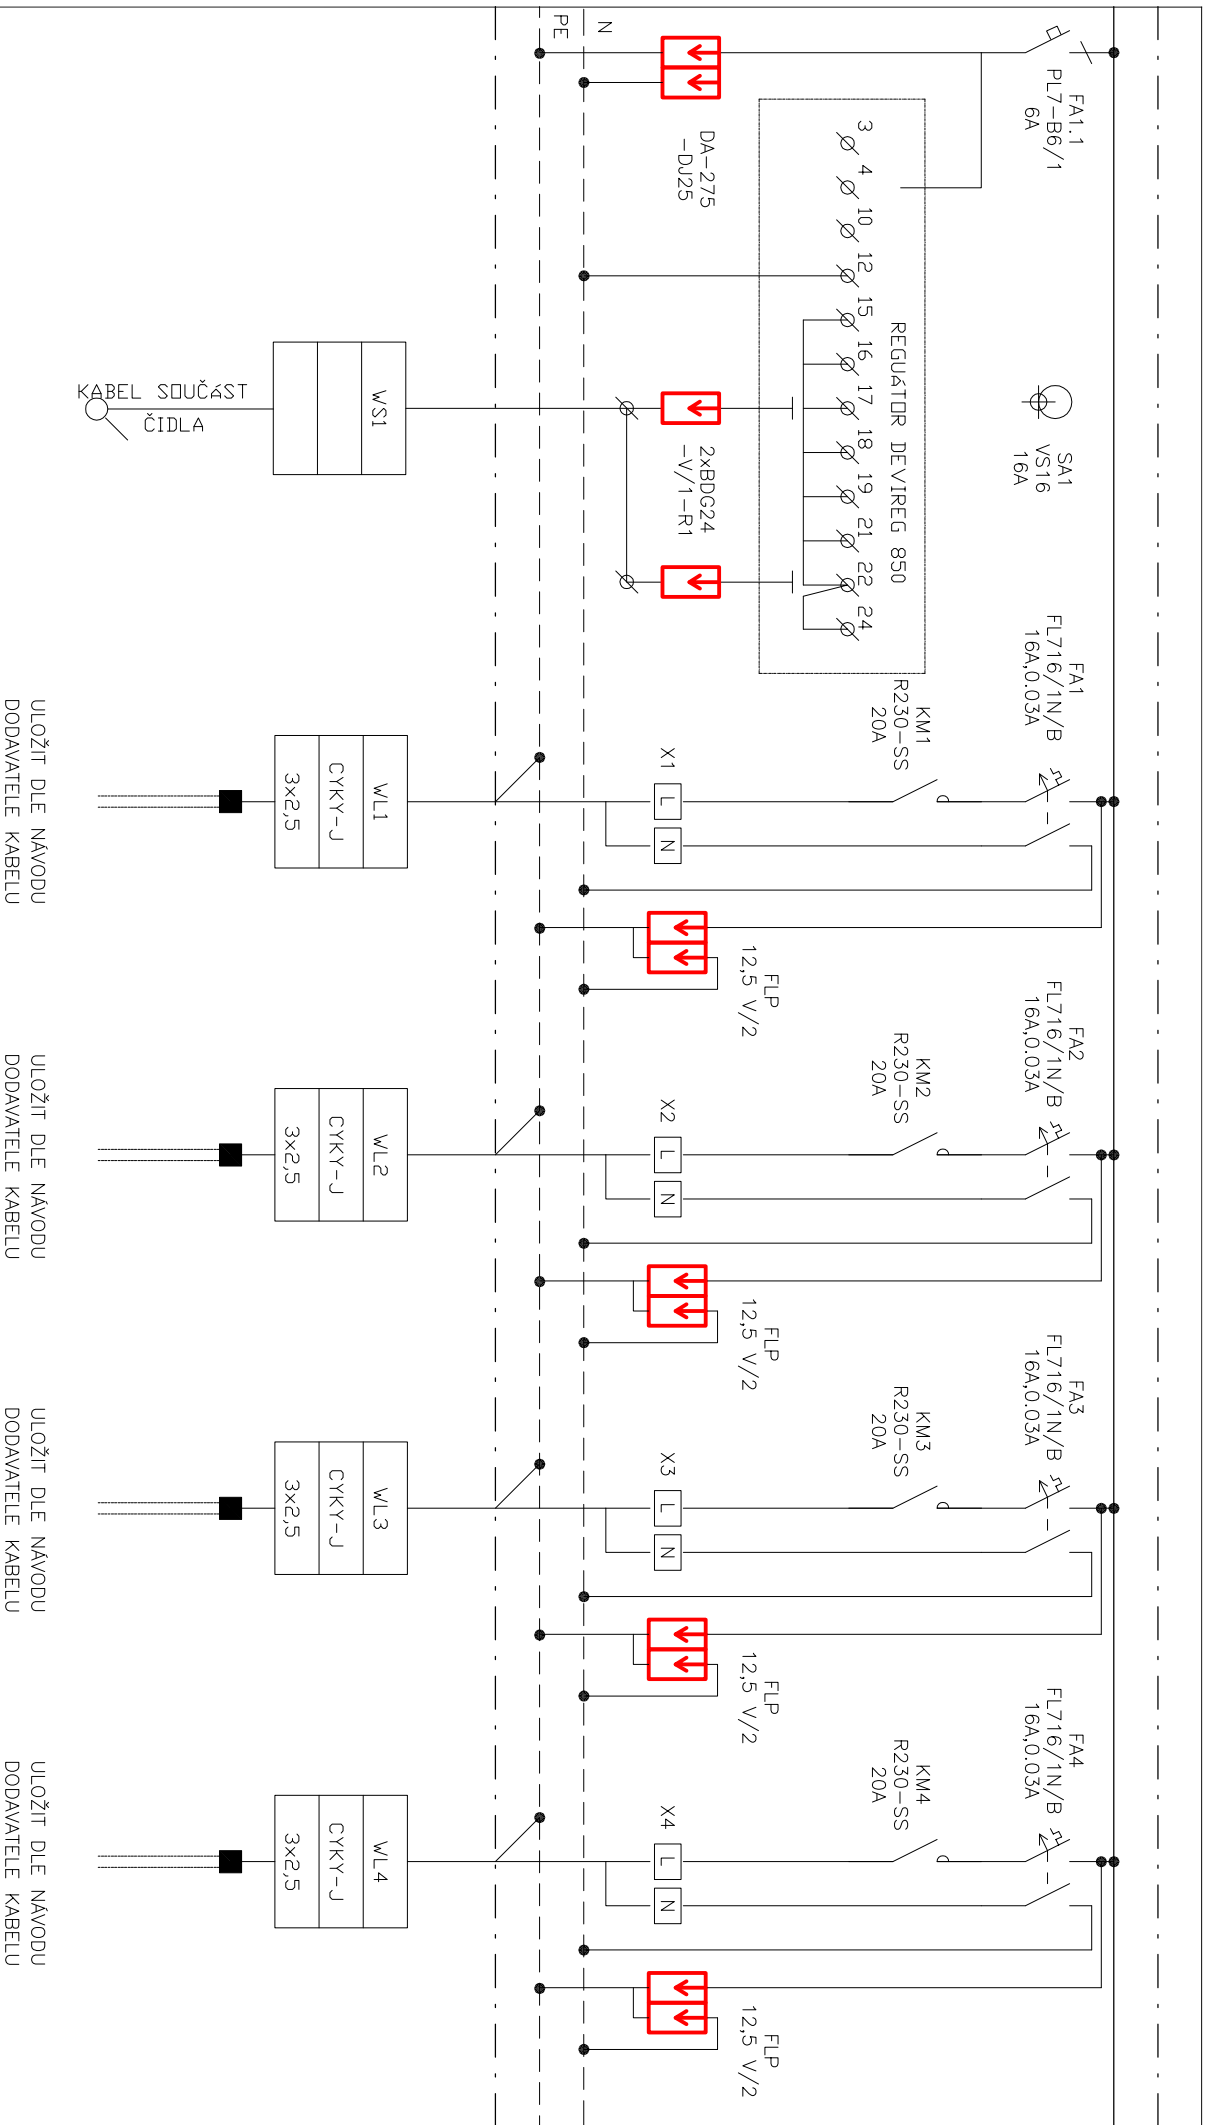 FA1.1
PL7-B6/1
6A
SA1
VS16
16A
FA1
FL716/1N/B
16A,0.03A
FA2
FL716/1N/B
16A,0.03A
FA3
FL716/1N/B
16A,0.03A
FA4
FL716/1N/B
16A,0.03A
REGUÁTOR DEVIREG 850
3 4 10 12 15 16 17 18 19 21 22 24
KM1
R230-SS
20A
KM2
R230-SS
20A
KM3
R230-SS
20A
KM4
R230-SS
20A
DA-275
-DJ25
2xBDG24
-V/1-R1
FLP
12,5 V/2
FLP
12,5 V/2
FLP
12,5 V/2
FLP
12,5 V/2
X1 L N
X2 L N
X3 L N
X4 L N
N
PE
WS1
WL1
CYKY-J
3x2,5
WL2
CYKY-J
3x2,5
WL3
CYKY-J
3x2,5
WL4
CYKY-J
3x2,5
KABEL SOUČÁST
ČIDLA
ULOŽIT DLE NÁVODU
DODAVATELE KABELU
ULOŽIT DLE NÁVODU
DODAVATELE KABELU
ULOŽIT DLE NÁVODU
DODAVATELE KABELU
ULOŽIT DLE NÁVODU
DODAVATELE KABELU